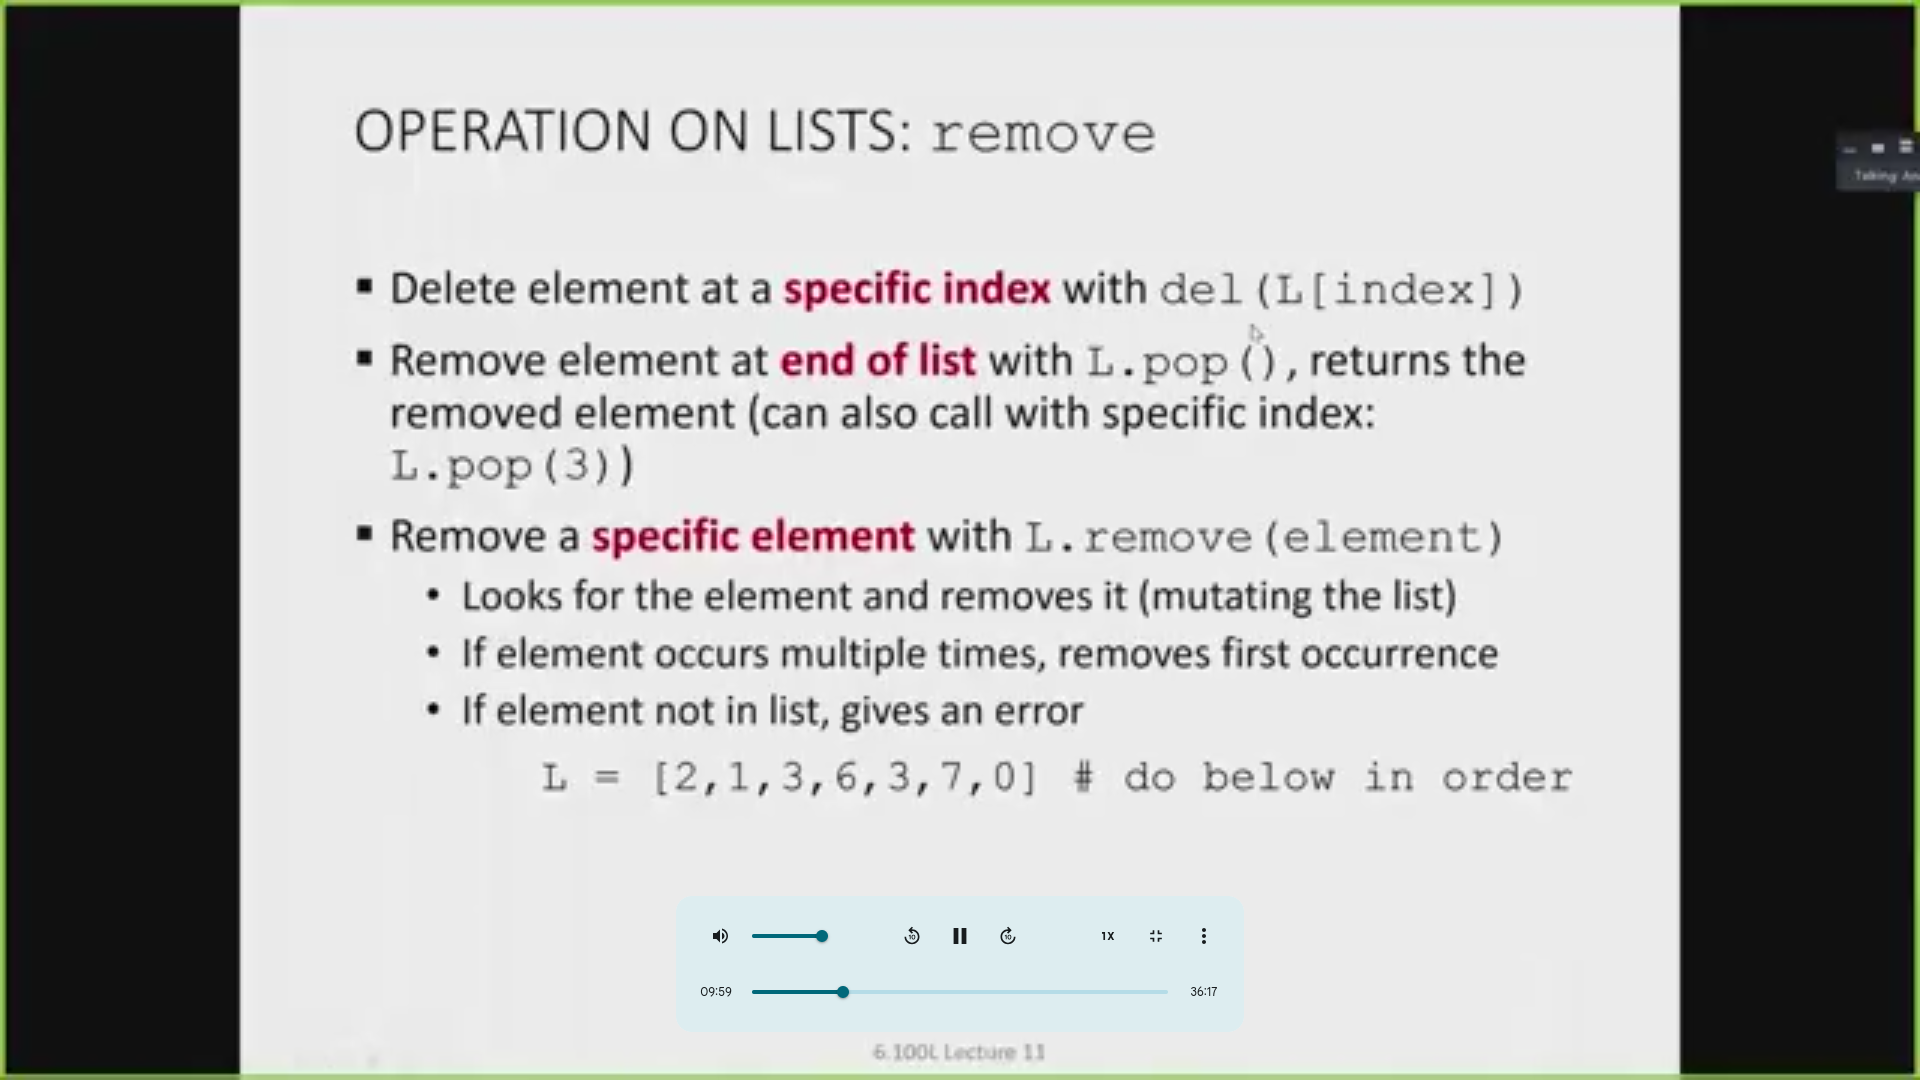 OPERATION ON LISTS: remove
Talking: An
▪ Delete element at a specific index with del(L[index])
▪ Remove element at end of list with L.pop(), returns the
removed element (can also call with specific index:
L.pop(3))
▪ Remove a specific element with L.remove(element)
• Looks for the element and removes it (mutating the list)
• If element occurs multiple times, removes first occurrence
• If element not in list, gives an error
L = [2,1,3,6,3,7,0] # do below in order
10 10 1X
09:59 36:17
6.100L Lecture 11